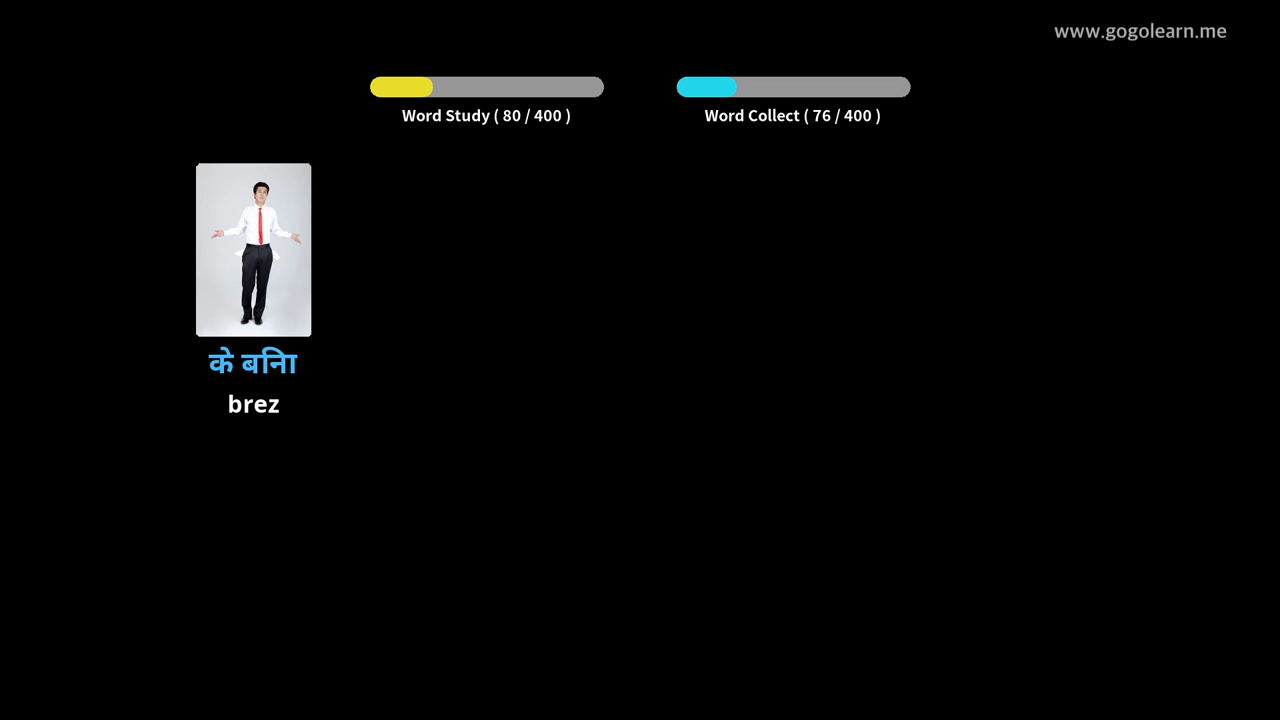 www.gogolearn.me
Word Study ( 80 / 400 )
Word Collect ( 76 / 400 )
के बिना
brez